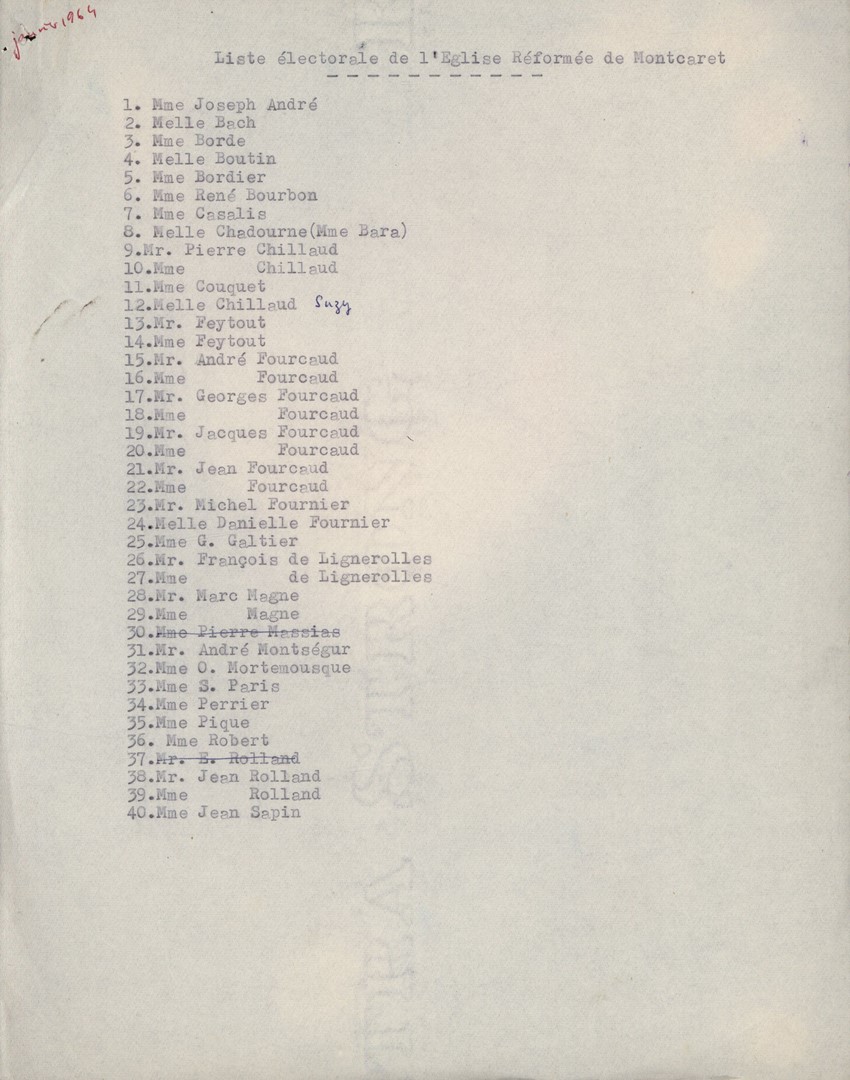 janvier 1964
Liste électorale de l'Eglise Réformée de Montcaret
1. Mme Joseph André
2. Melle Bach
3. Mme Borde
4. Melle Boutin
5. Mme Bordier
6. Mme René Bourbon
7. Mme Casalis
8. Melle Chadourne(Mme Bara)
9.Mr. Pierre Chillaud
10.Mme Chillaud
11.Mme Couquet
12.Melle Chillaud Suzy
13.Mr. Feytout
14.Mme Feytout
15.Mr. André Fourcaud
16.Mme Fourcaud
17.Mr. Georges Fourcaud
18.Mme Fourcaud
19.Mr. Jacques Fourcaud
20.Mme Fourcaud
21.Mr. Jean Fourcaud
22.Mme Fourcaud
23.Mr. Michel Fournier
24.Melle Danielle Fournier
25.Mme G. Galtier
26.Mr. François de Lignerolles
27.Mme de Lignerolles
28.Mr. Marc Magne
29.Mme Magne
30.Mme Pierre Massias
31.Mr. André Montségur
32.Mme O. Mortemousque
33.Mme S. Paris
34.Mme Perrier
35.Mme Pique
36. Mme Robert
37.Mr. E. Rolland
38.Mr. Jean Rolland
39.Mme Rolland
40.Mme Jean Sapin